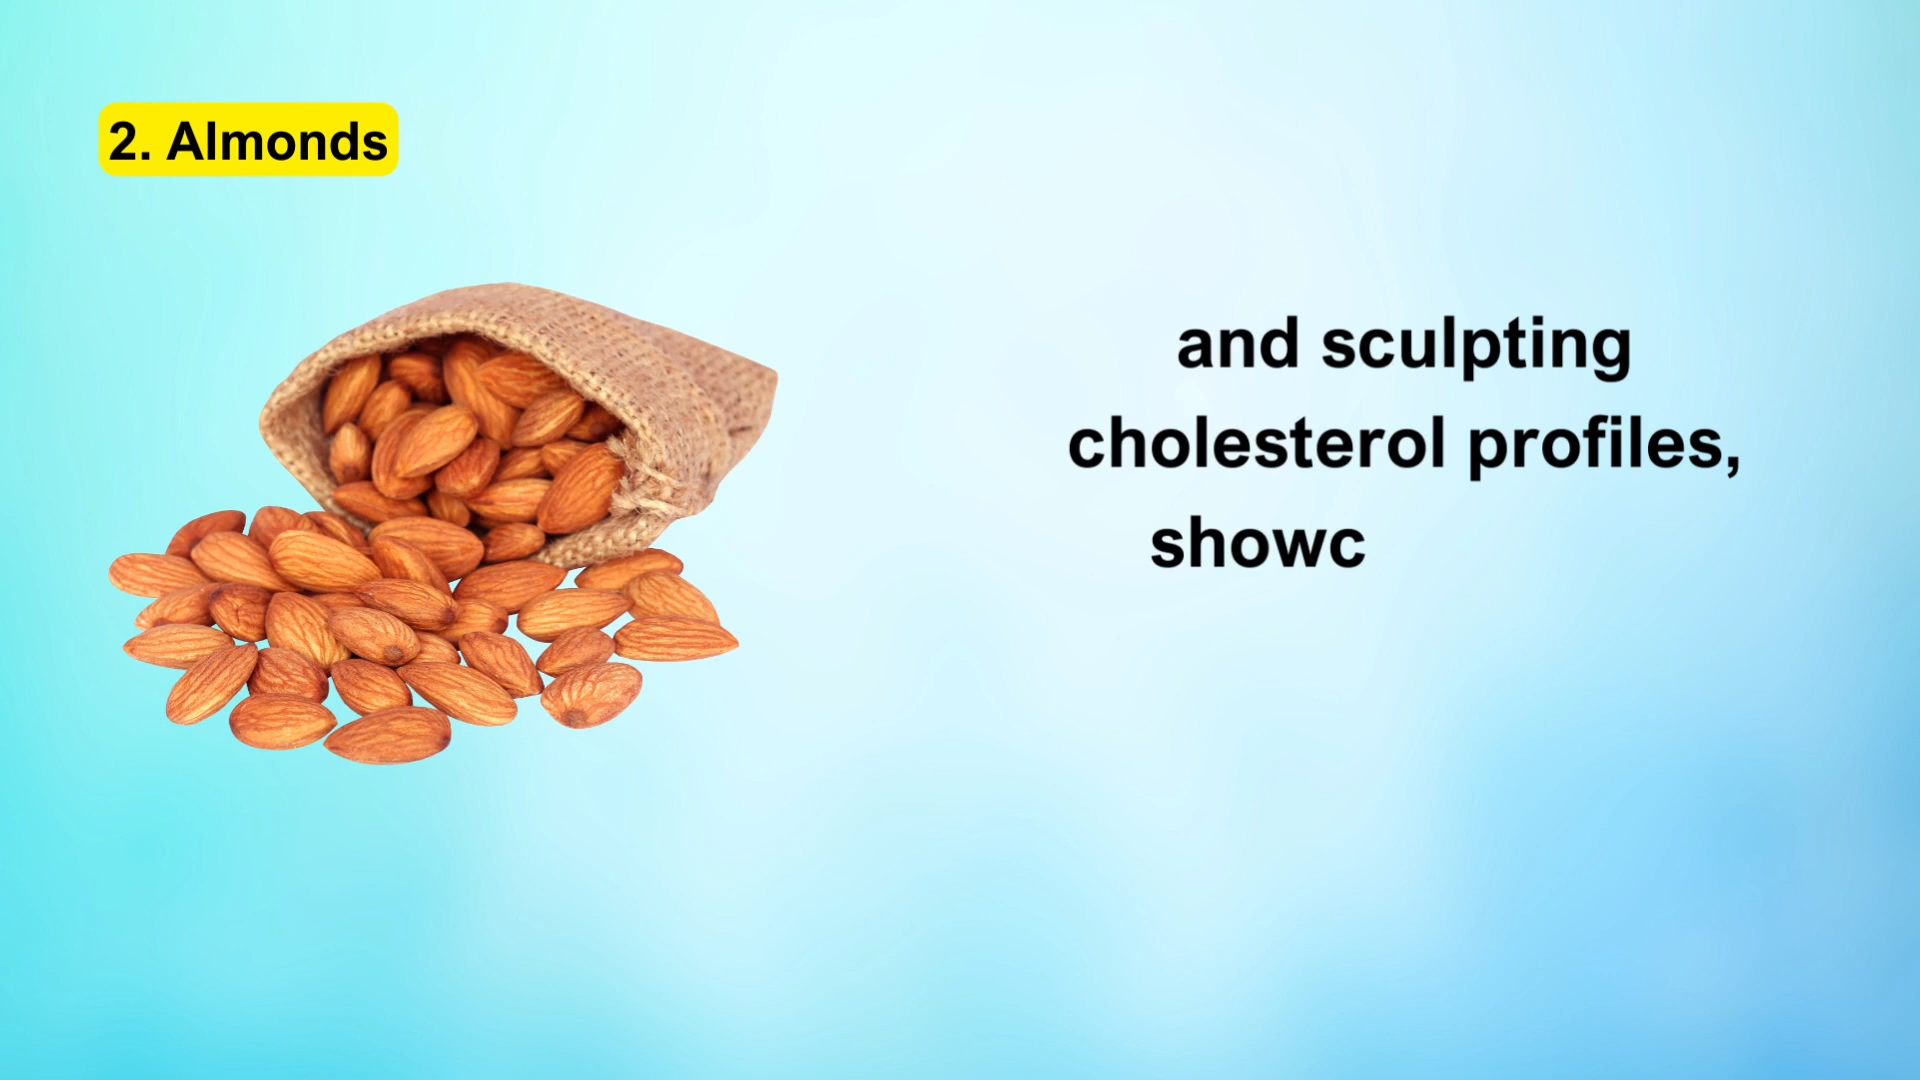 2. Almonds
and sculpting
cholesterol profiles,
showc